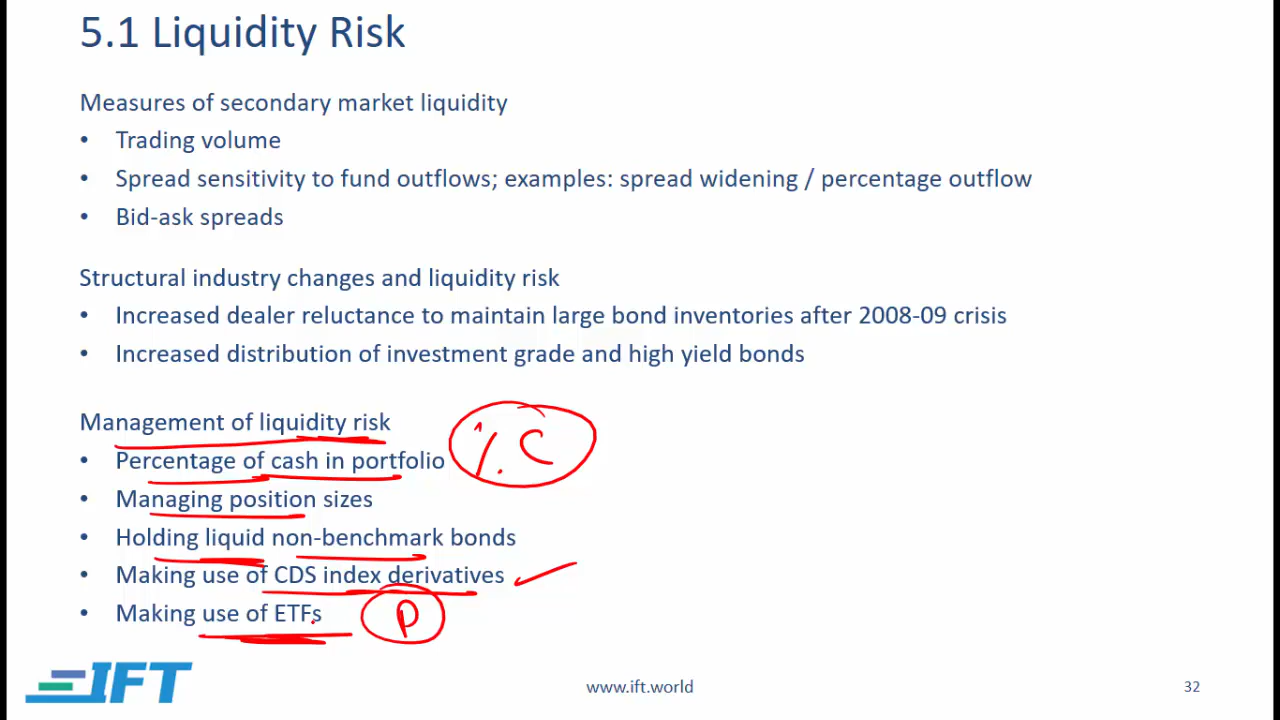 5.1 Liquidity Risk
Measures of secondary market liquidity
• Trading volume
• Spread sensitivity to fund outflows; examples: spread widening / percentage outflow
• Bid-ask spreads
Structural industry changes and liquidity risk
• Increased dealer reluctance to maintain large bond inventories after 2008-09 crisis
• Increased distribution of investment grade and high yield bonds
Management of liquidity risk
% C
• Percentage of cash in portfolio
• Managing position sizes
• Holding liquid non-benchmark bonds
• Making use of CDS index derivatives
• Making use of ETFs P
IFT
www.ift.world
32